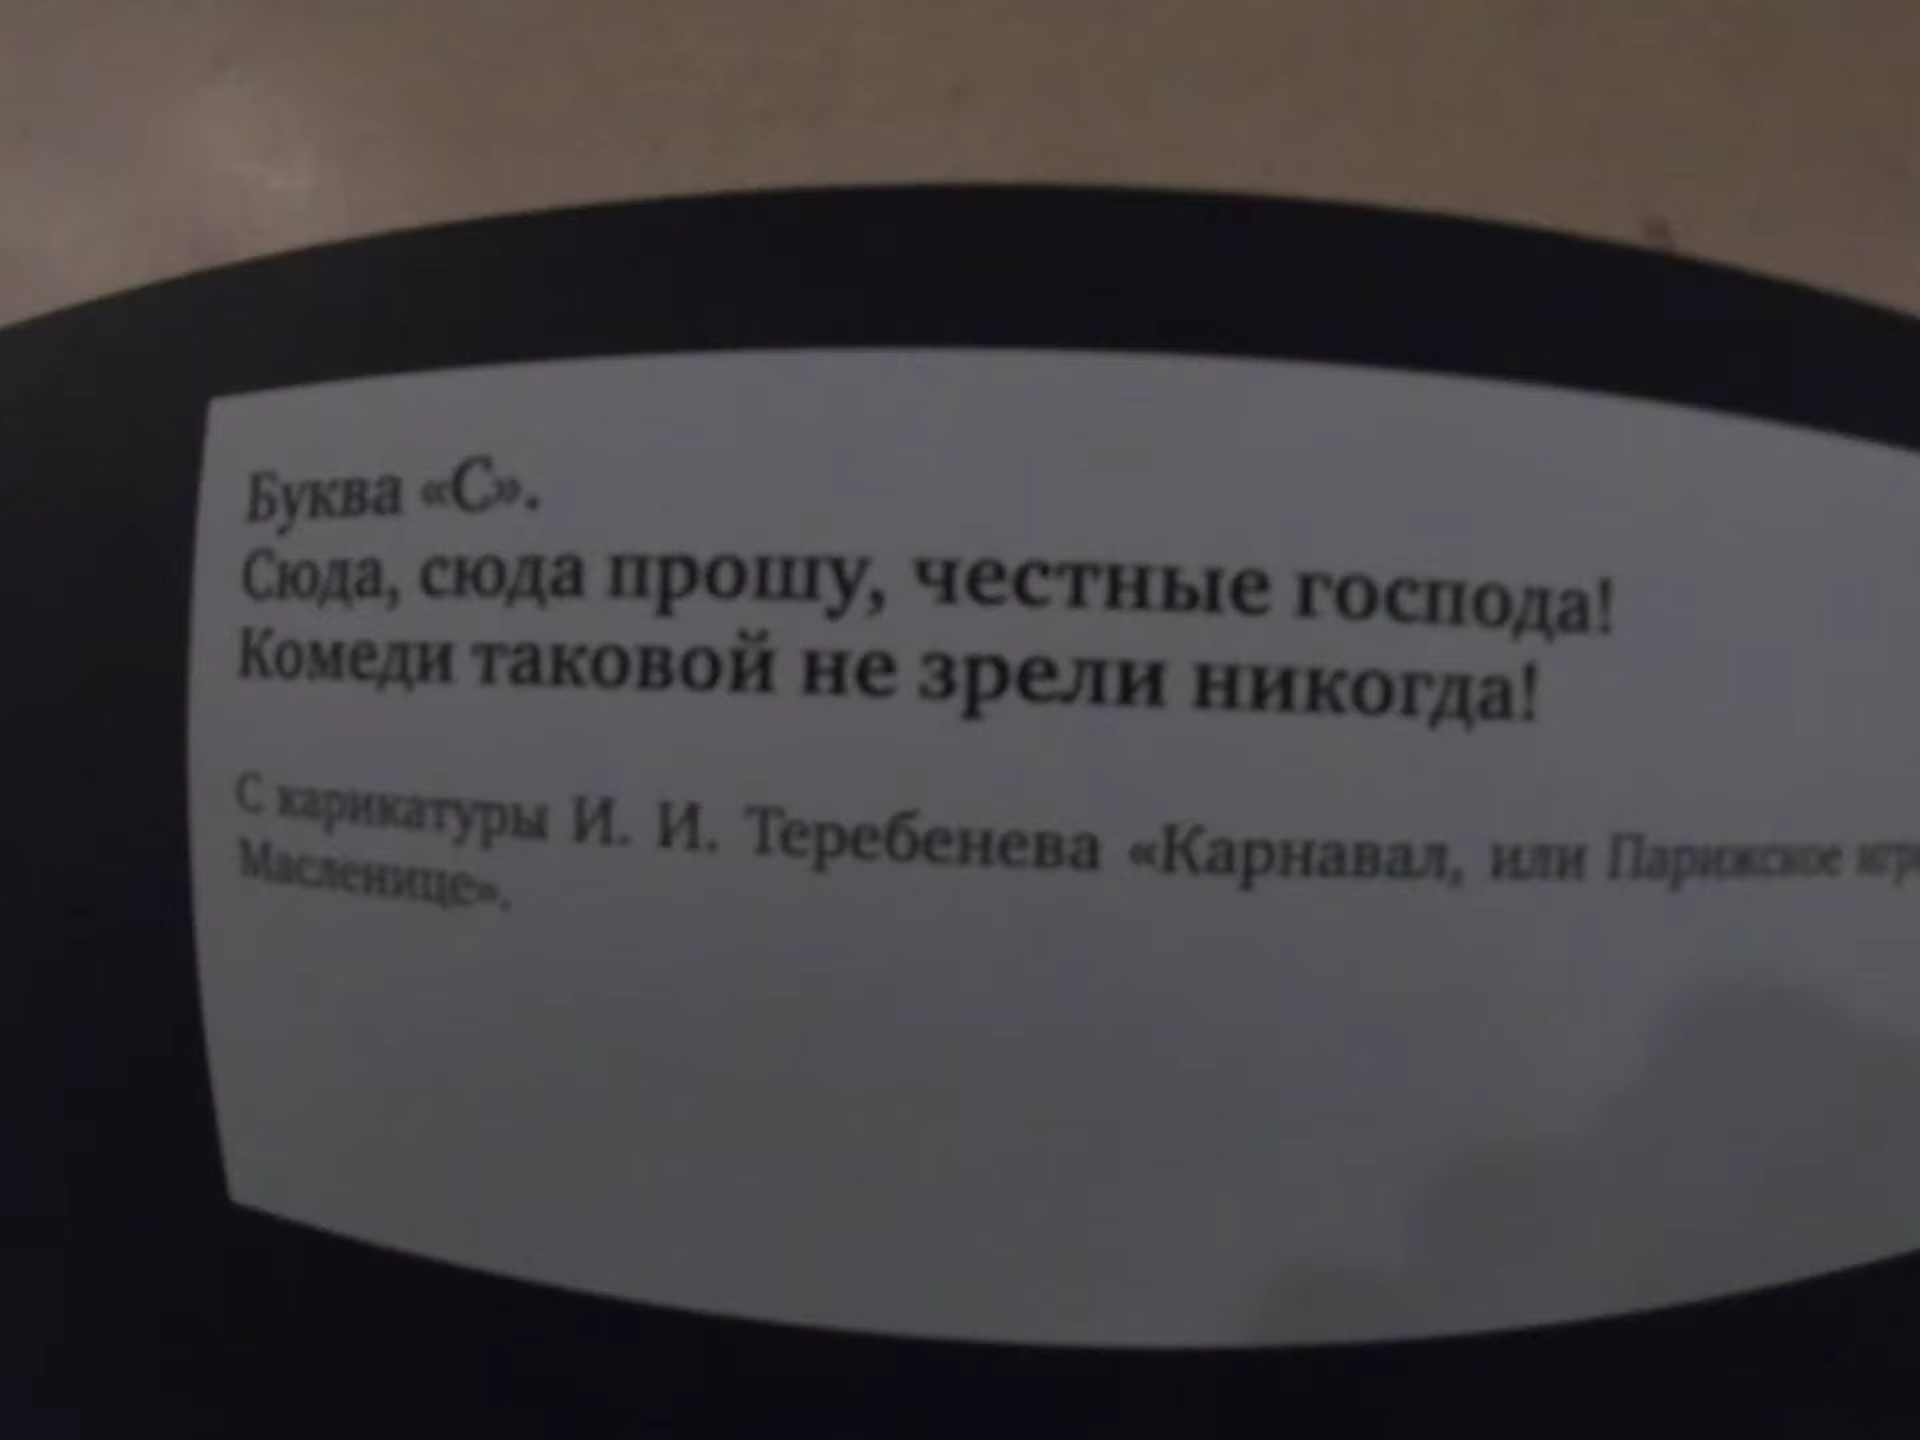 Буква «С».
Сюда, сюда прошу, честные господа!
Комеди таковой не зрели никогда!
С карикатуры И. И. Теребенева «Карнавал, или Парижское
Масленице».